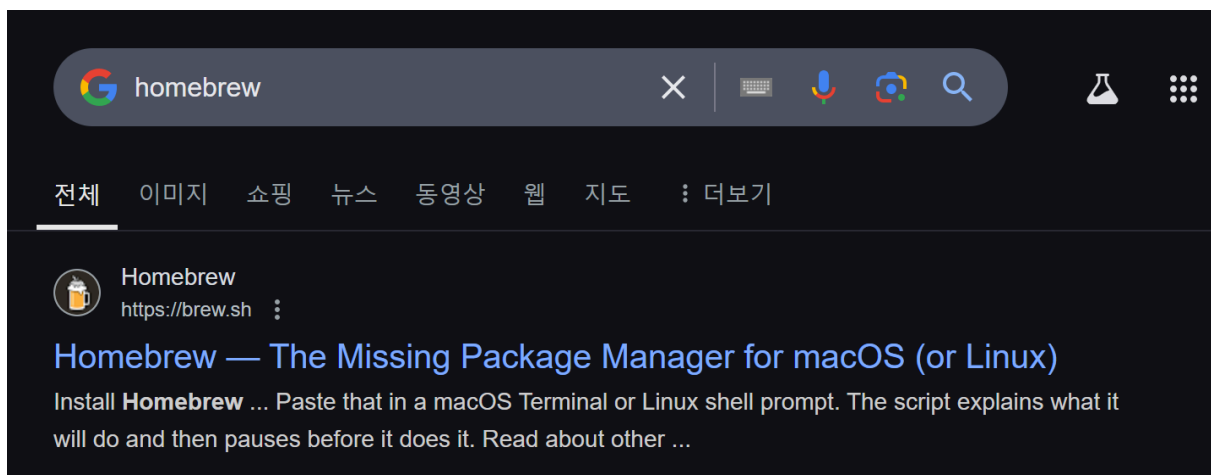 homebrew
전체 이미지 쇼핑 뉴스 동영상 웹 지도 더보기
Homebrew
https://brew.sh
Homebrew — The Missing Package Manager for macOS (or Linux)
Install Homebrew ... Paste that in a macOS Terminal or Linux shell prompt. The script explains what it
will do and then pauses before it does it. Read about other ...